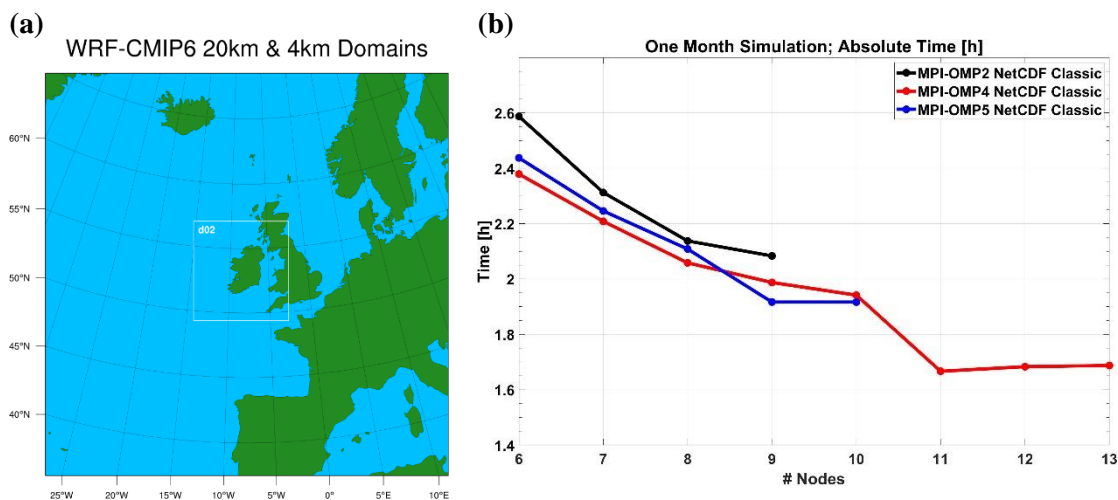 (a)
WRF-CMIP6 20km & 4km Domains
60°N
55°N
50°N
45°N
40°N
d02
25°W
20°W
15°W
10°W
5°W
0°
5°E
10°E
(b)
One Month Simulation; Absolute Time [h]
MPI-OMP2 NetCDF Classic
MPI-OMP4 NetCDF Classic
MPI-OMP5 NetCDF Classic
Time [h]
2.6
2.4
2.2
2
1.8
1.6
1.4
6
7
8
9
10
11
12
13
# Nodes